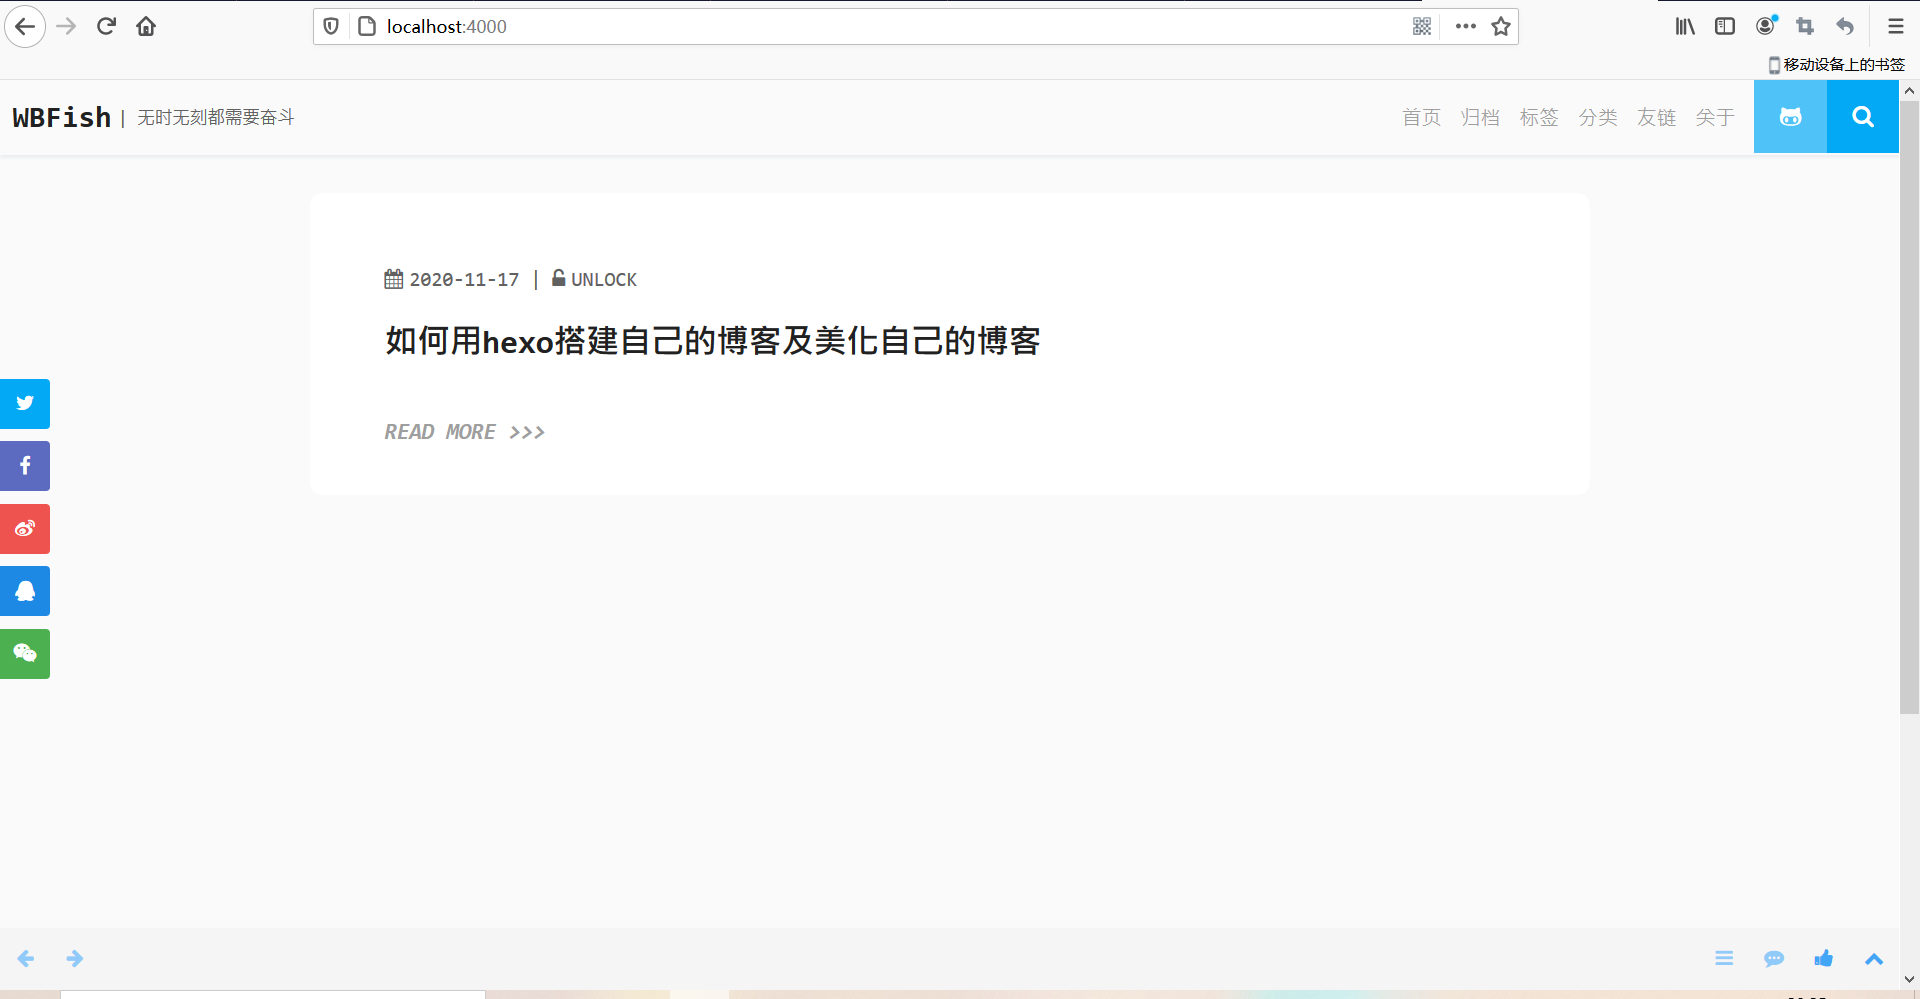 localhost:4000
移动设备上的书签
WBFish | 无时无刻都需要奋斗
首页 归档 标签 分类 友链 关于
2020-11-17 | UNLOCK
如何用hexo搭建自己的博客及美化自己的博客
READ MORE >>>